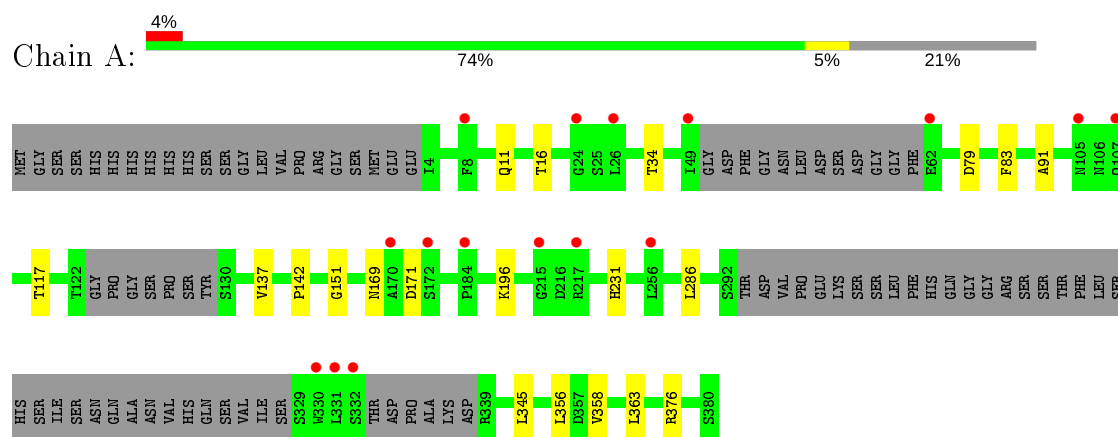 4%
Chain A:
74% 5% 21%
MET GLY SER SER HIS HIS HIS HIS HIS HIS SER SER GLY LEU VAL PRO ARG GLY SER MET GLU GLU I4 F8 Q11 T16 G24 S25 L26 T34 I49 GLY ASP PHE GLY ASN LEU ASP SER ASP GLY GLY PHE E62 D79 F83 A91 N105 N106 Q107
T117 T122 GLY PRO GLY SER PRO SER TYR S130 V137 P142 G151 N169 A170 D171 S172 P184 K196 G215 D216 R217 H231 L256 L286 S292 THR ASP VAL PRO GLU LYS SER SER LEU PHE HIS GLN GLY GLY ARG SER SER THR PHE LEU SER
HIS SER ILE SER ASN GLN ALA ASN VAL HIS GLN SER VAL ILE SER S329 W330 L331 S332 THR ASP PRO ALA LYS ASP R339 L345 L356 D357 V358 L363 R376 S380